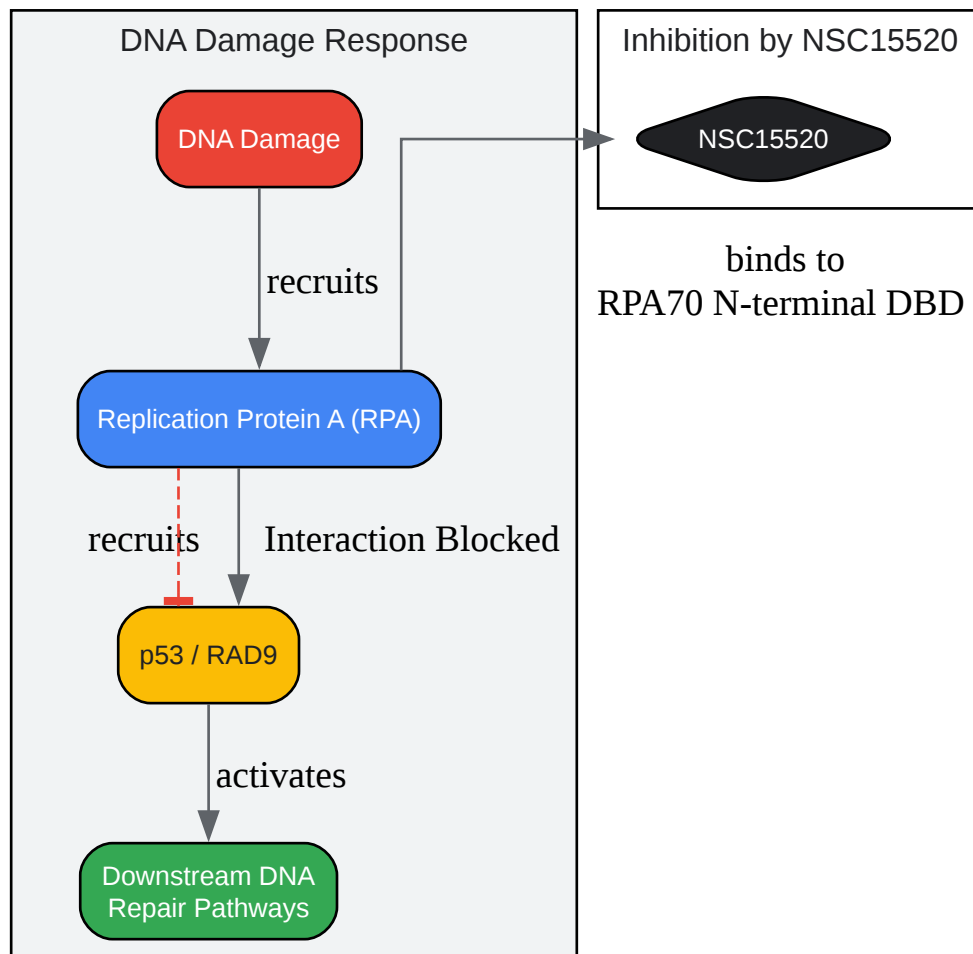 DNA Damage Response
Inhibition by NSC15520
DNA Damage
NSC15520
recruits
binds to
RPA70 N-terminal DBD
Replication Protein A (RPA)
recruits
Interaction Blocked
p53 / RAD9
activates
Downstream DNA
Repair Pathways